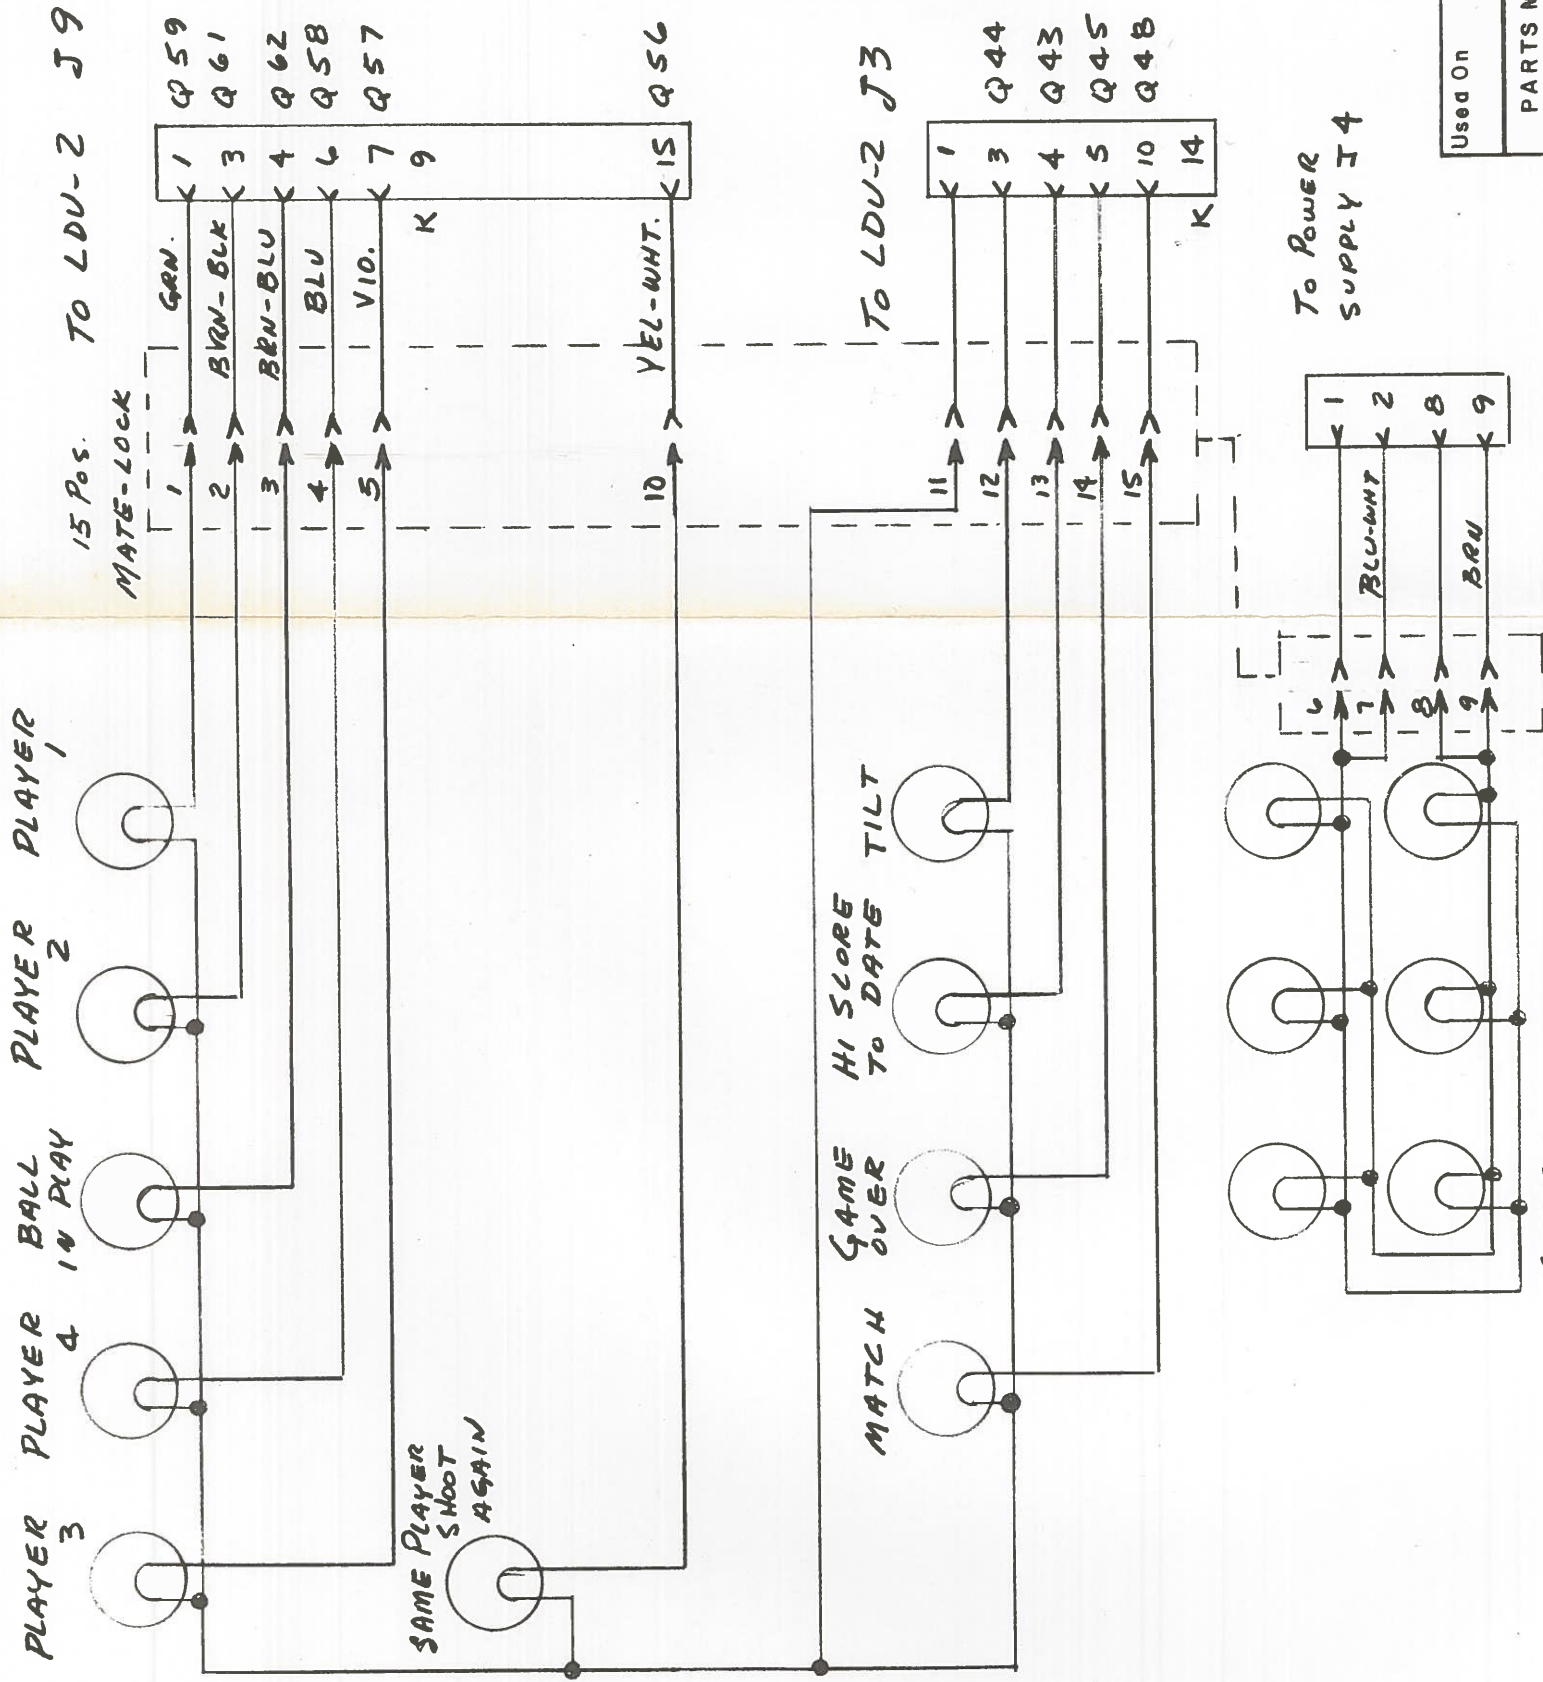 15 POS.
MATE-LOCK
TO LDU-2 J9
PLAYER
3
PLAYER
4
BALL
IN PLAY
PLAYER
2
PLAYER
1
1
2
3
4
5
10
GRN.
BRN-BLK
BRN-BLU
BLU
VIO.
YEL-WHT.
K
1
3
4
6
7
9
15
Q59
Q61
Q62
Q58
Q57
Q56
SAME PLAYER
SHOOT
AGAIN
TO LDU-2 J3
MATCH
GAME
OVER
HI SCORE
TO DATE
TILT
11
12
13
14
15
K
1
3
4
5
10
14
Q44
Q43
Q45
Q48
TO POWER
SUPPLY J4
6
7
8
9
BLU-WHT
BRN
1
2
8
9
Used On
PARTS